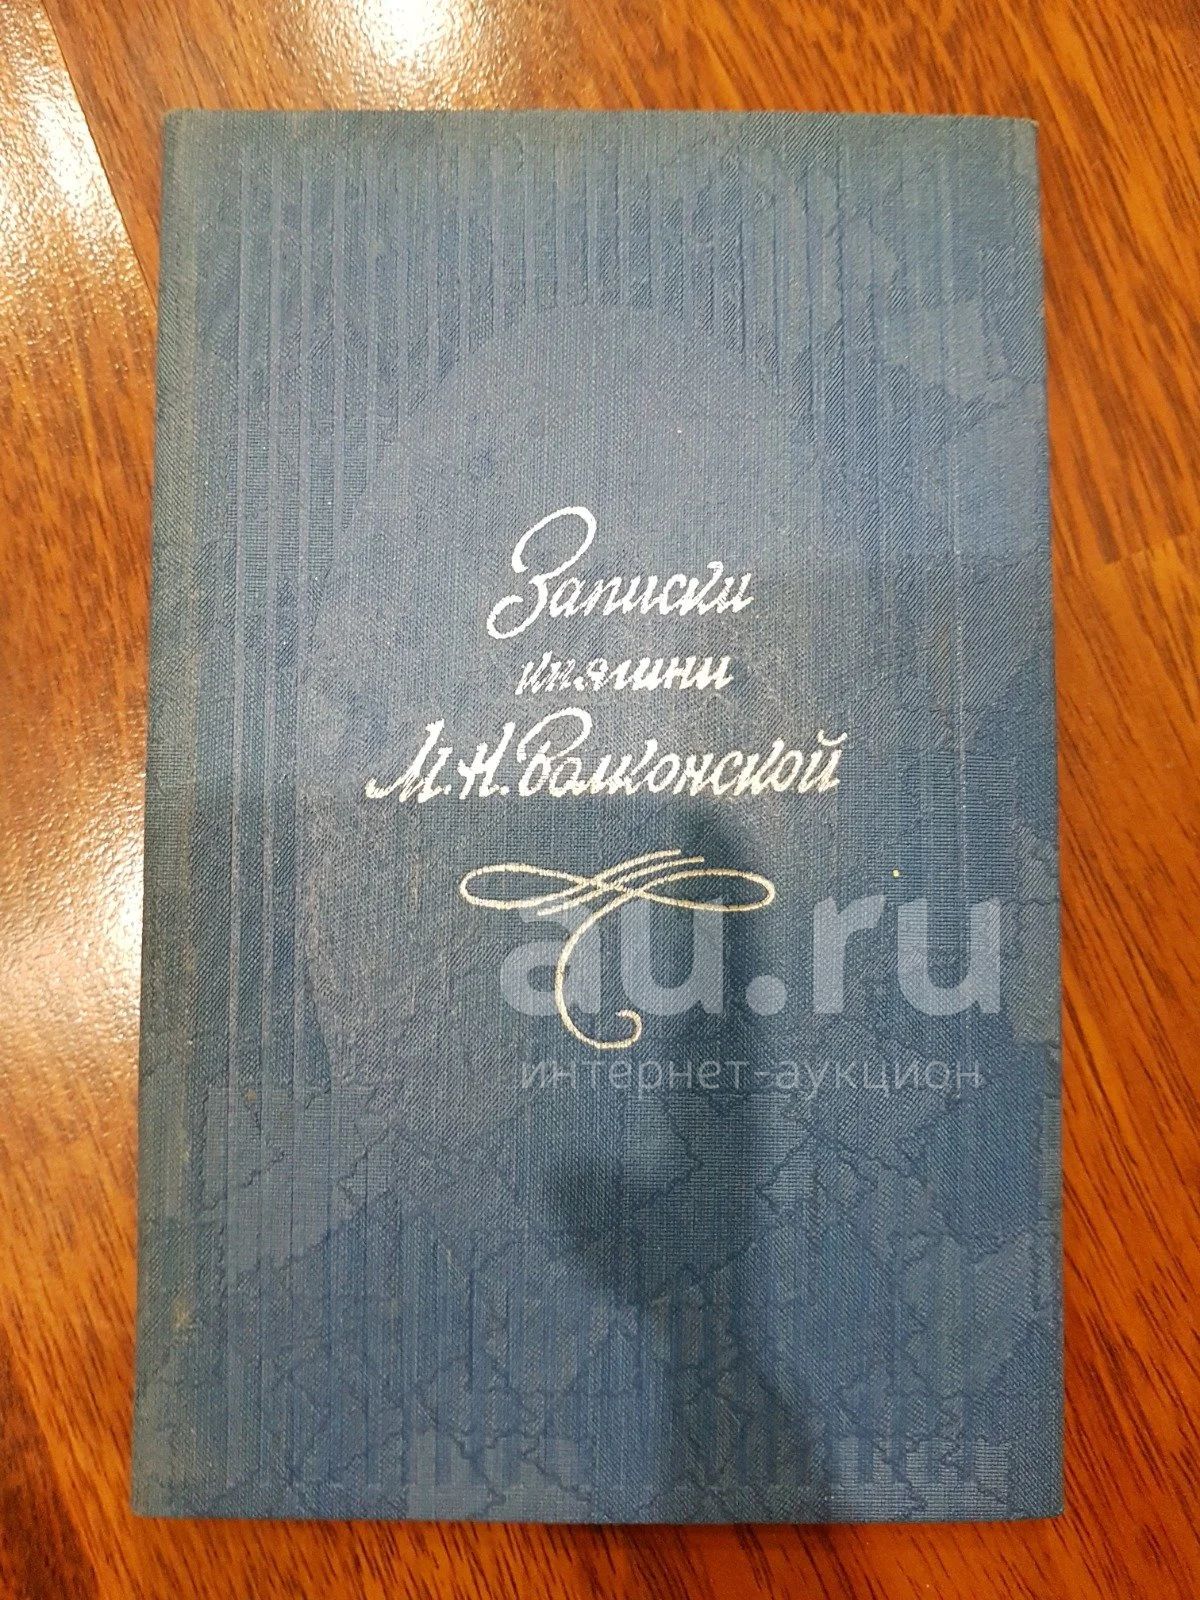 Записки
княгини
М.Н. Волконской
au.ru
интернет-аукцион